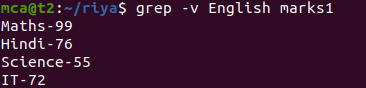 mca@t2:~/riya$ grep -v English marks1
Maths-99
Hindi-76
Science-55
IT-72